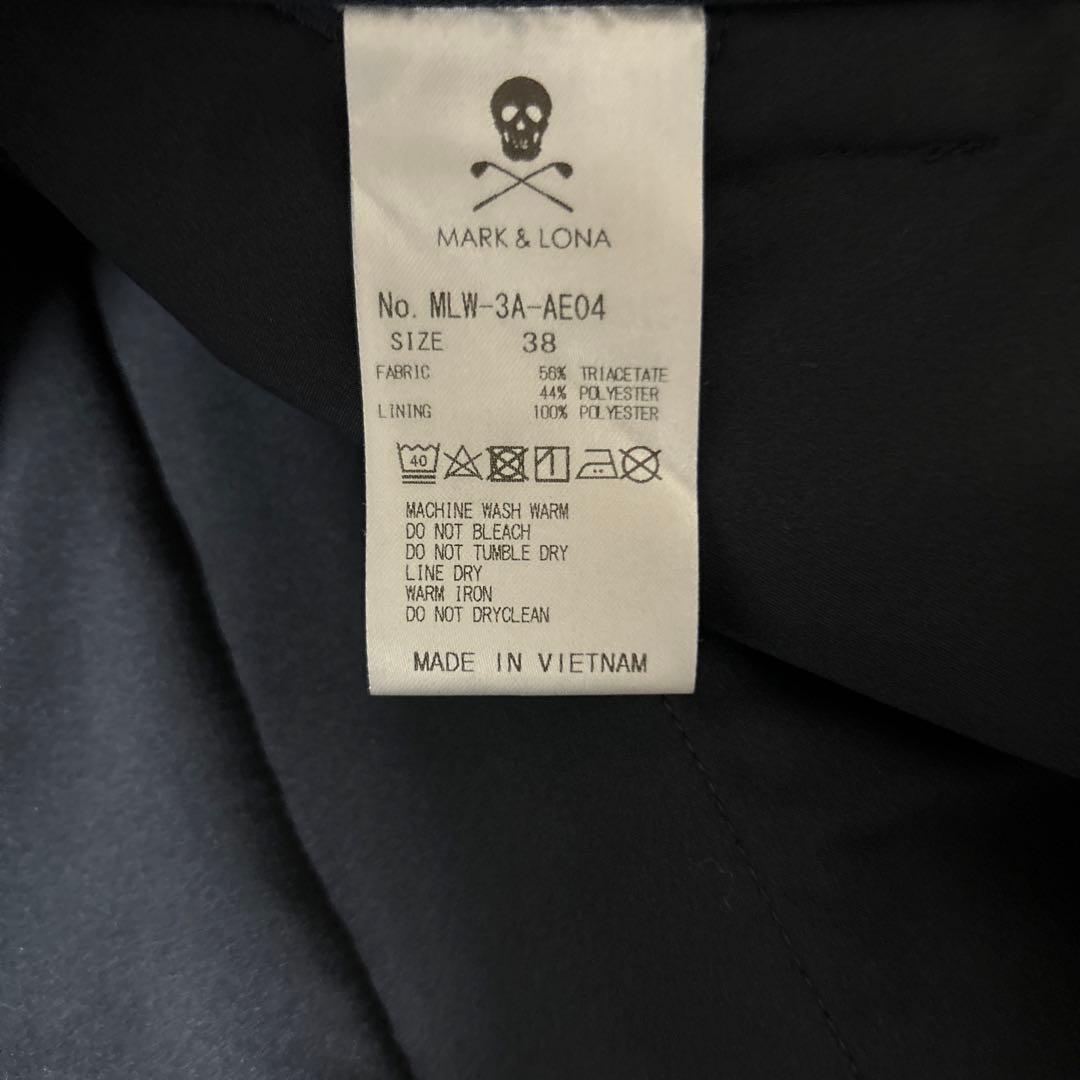 MARK & LONA
No. MLW-3A-AE04
SIZE 38
FABRIC 56% TRIACETATE
44% POLYESTER
LINING 100% POLYESTER
40
MACHINE WASH WARM
DO NOT BLEACH
DO NOT TUMBLE DRY
LINE DRY
WARM IRON
DO NOT DRYCLEAN
MADE IN VIETNAM